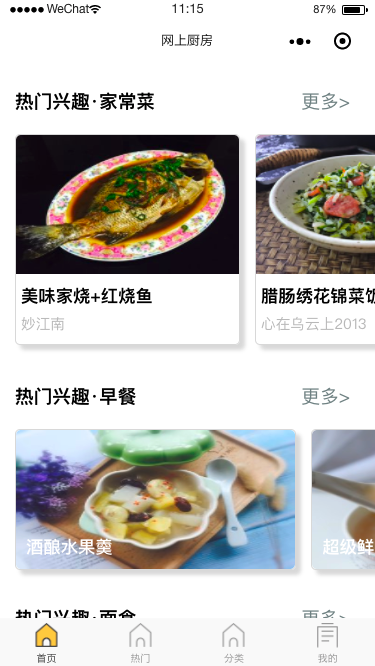 ●●●●● WeChat 11:15 87%
网上厨房
热门兴趣·家常菜 更多>
美味家烧+红烧鱼 腊肠绣花锦菜饭
妙江南 心在乌云上2013
热门兴趣·早餐 更多>
酒酿水果羹 超级鲜
热门兴趣·面食 更多>
首页 热门 分类 我的